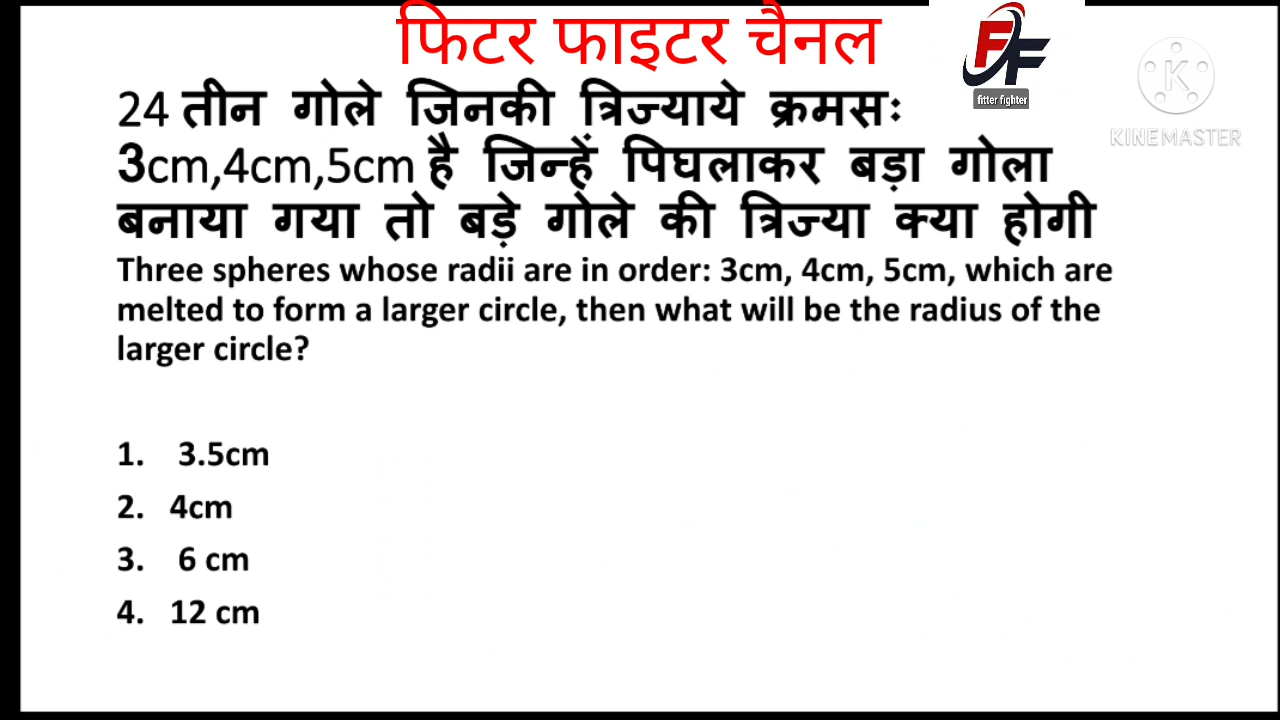 फिटर फाइटर चैनल
FF
fitter fighter
K
KINEMASTER
24 तीन गोले जिनकी त्रिज्याये क्रमसः
3cm,4cm,5cm है जिन्हें पिघलाकर बड़ा गोला
बनाया गया तो बड़े गोले की त्रिज्या क्या होगी
Three spheres whose radii are in order: 3cm, 4cm, 5cm, which are
melted to form a larger circle, then what will be the radius of the
larger circle?
1. 3.5cm
2. 4cm
3. 6 cm
4. 12 cm